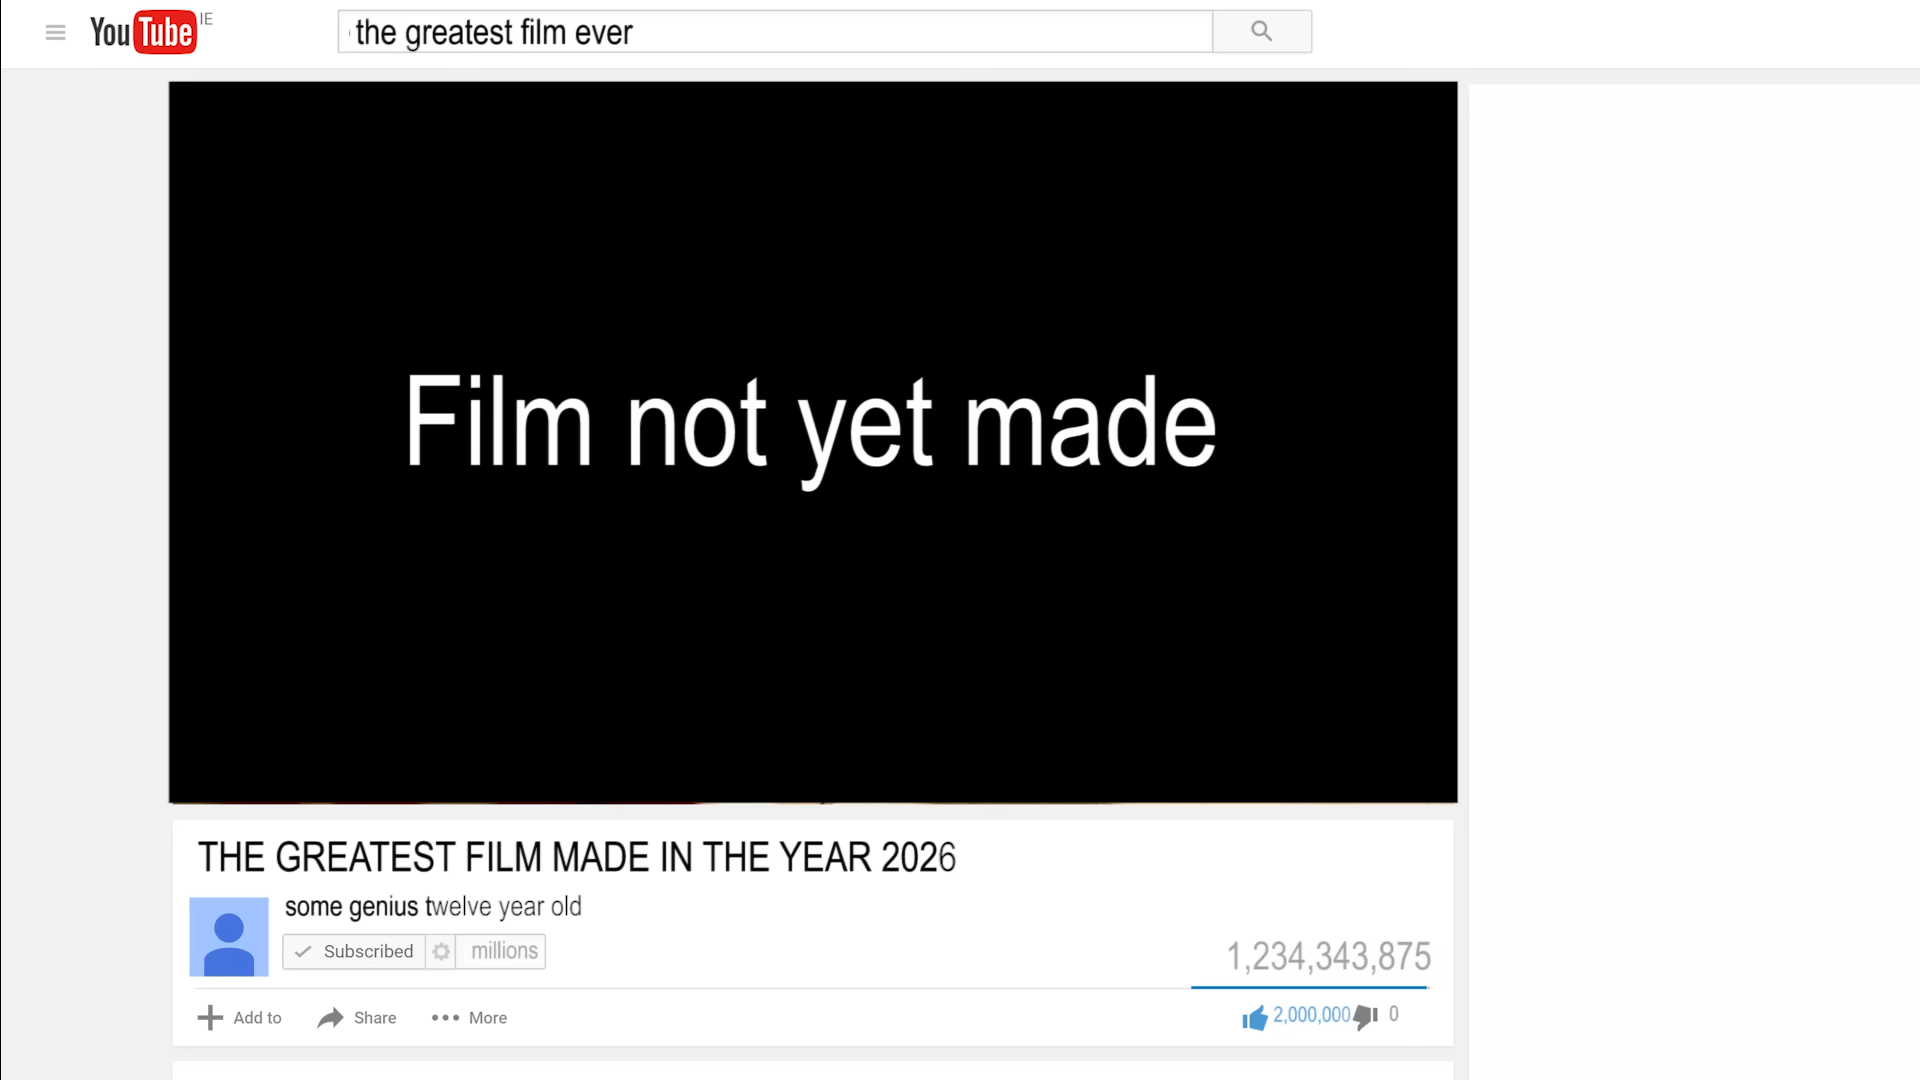 YouTube IE
the greatest film ever
Film not yet made
THE GREATEST FILM MADE IN THE YEAR 2026
some genius twelve year old
Subscribed millions
1,234,343,875
Add to Share More
2,000,000 0